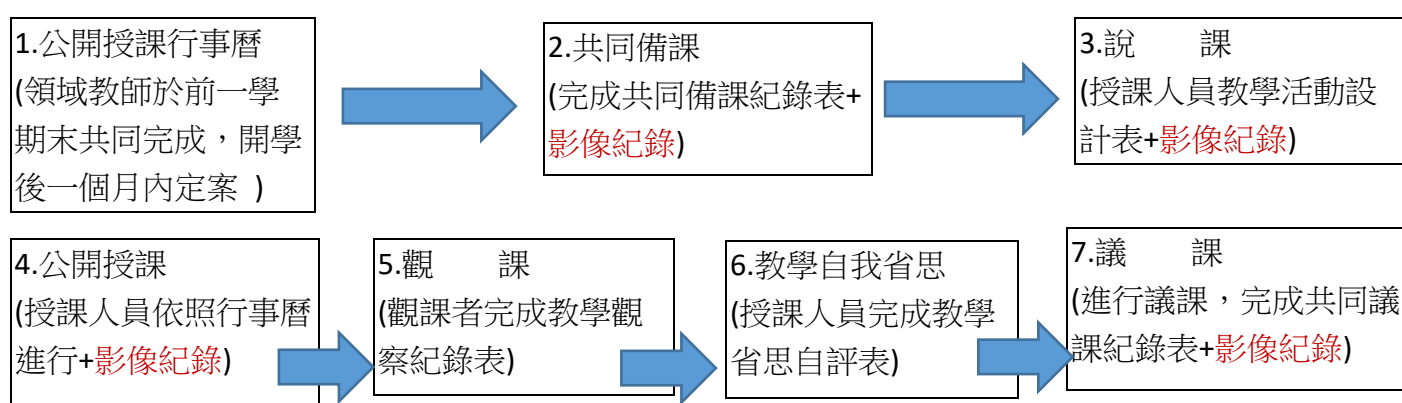 1.公開授課行事曆
(領域教師於前一學
期末共同完成，開學
後一個月內定案 )
2.共同備課
(完成共同備課紀錄表+
影像紀錄)
3.說　　課
(授課人員教學活動設
計表+影像紀錄)
4.公開授課
(授課人員依照行事曆
進行+影像紀錄)
5.觀　　課
(觀課者完成教學觀
察紀錄表)
6.教學自我省思
(授課人員完成教學
省思自評表)
7.議　　課
(進行議課，完成共同議
課紀錄表+影像紀錄)